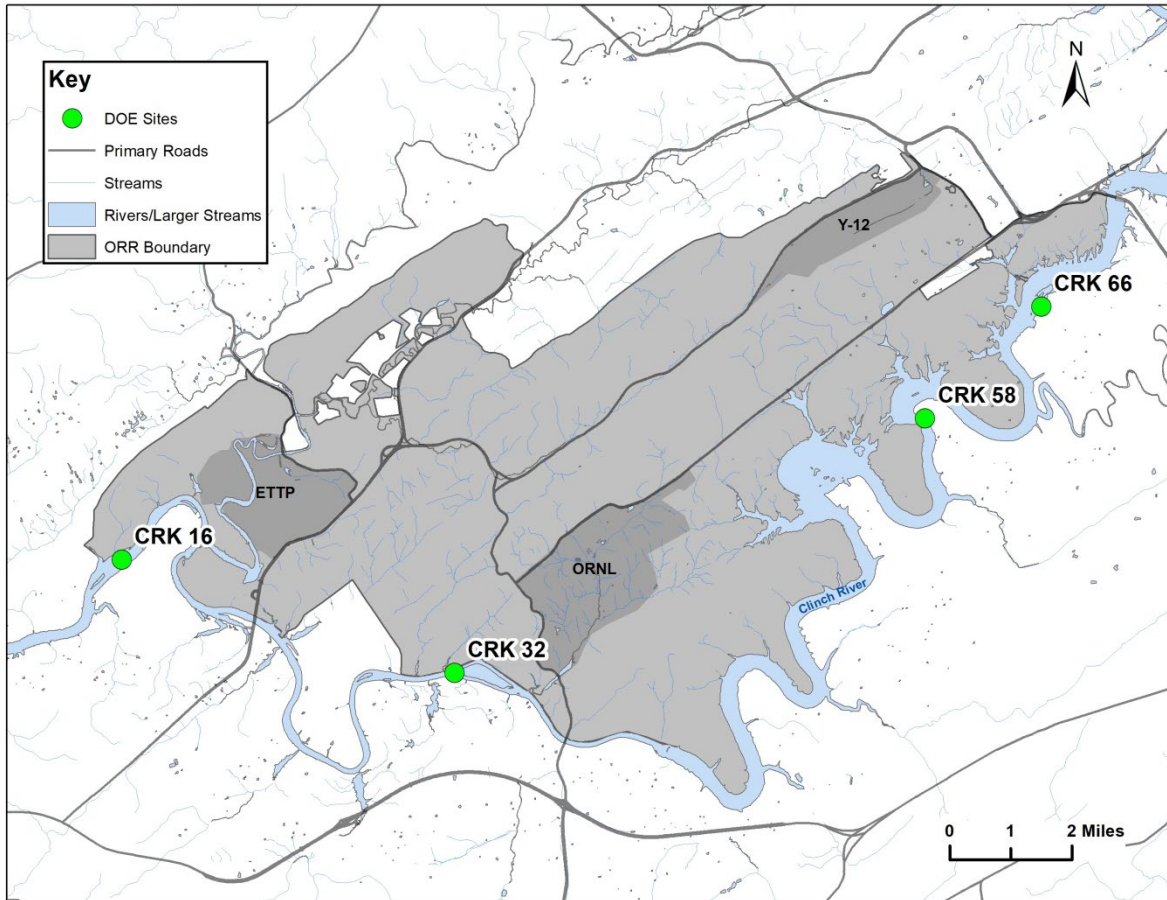 Key
DOE Sites
Primary Roads
Streams
Rivers/Larger Streams
ORR Boundary
N
Y-12
CRK 66
CRK 58
ETTP
CRK 16
ORNL
Clinch River
CRK 32
0 1 2 Miles